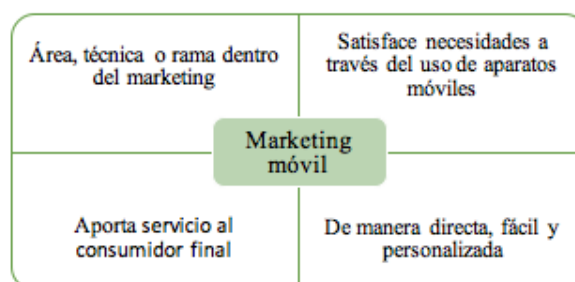 Área, técnica o rama dentro
del marketing
Satisface necesidades a
través del uso de aparatos
móviles
Marketing
móvil
Aporta servicio al
consumidor final
De manera directa, fácil y
personalizada